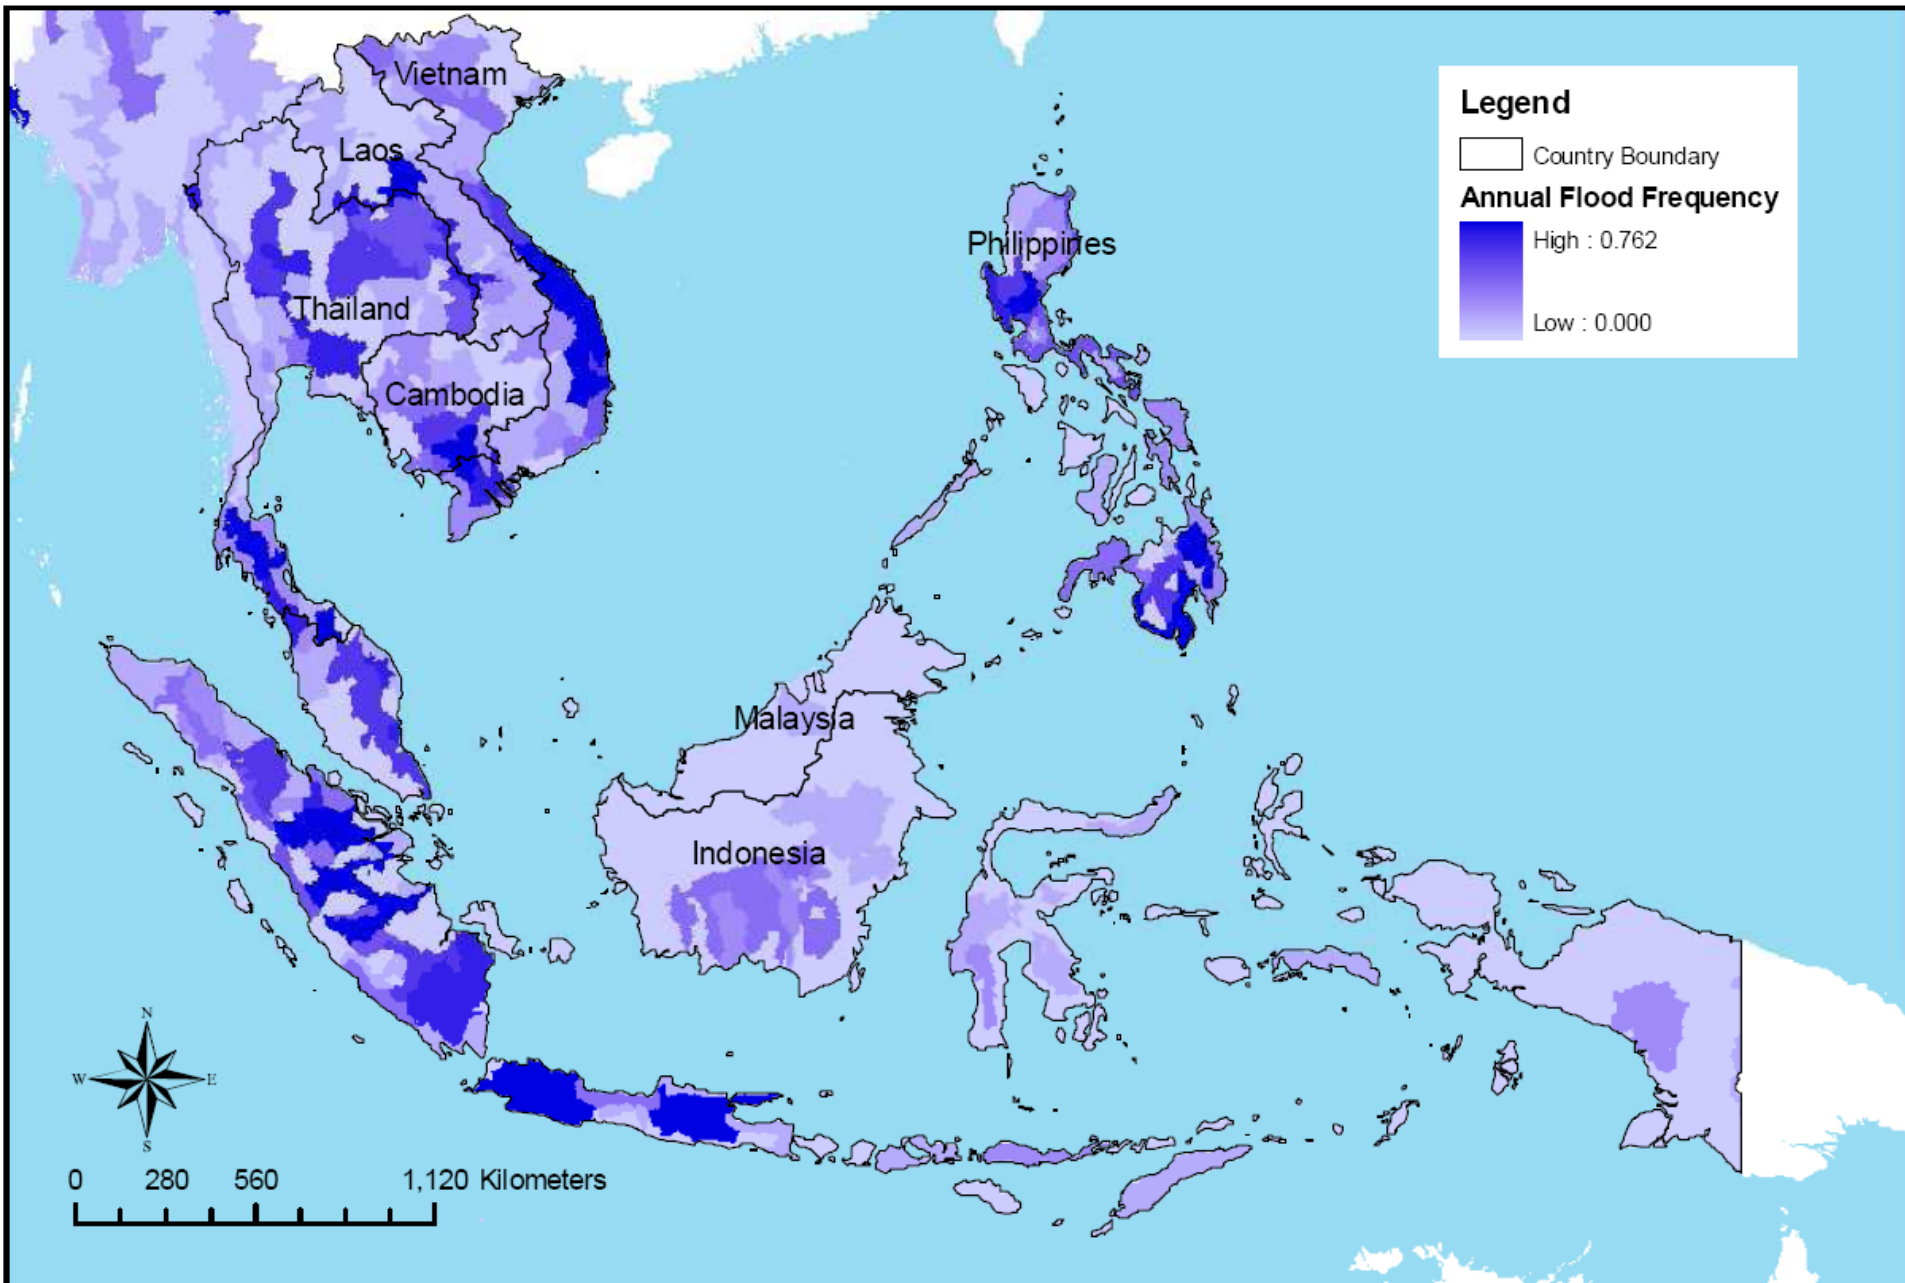 Vietnam
Laos
Thailand
Cambodia
Philippines
Malaysia
Indonesia
Legend
Country Boundary
Annual Flood Frequency
High : 0.762
Low : 0.000
N
W E
S
0 280 560 1,120 Kilometers